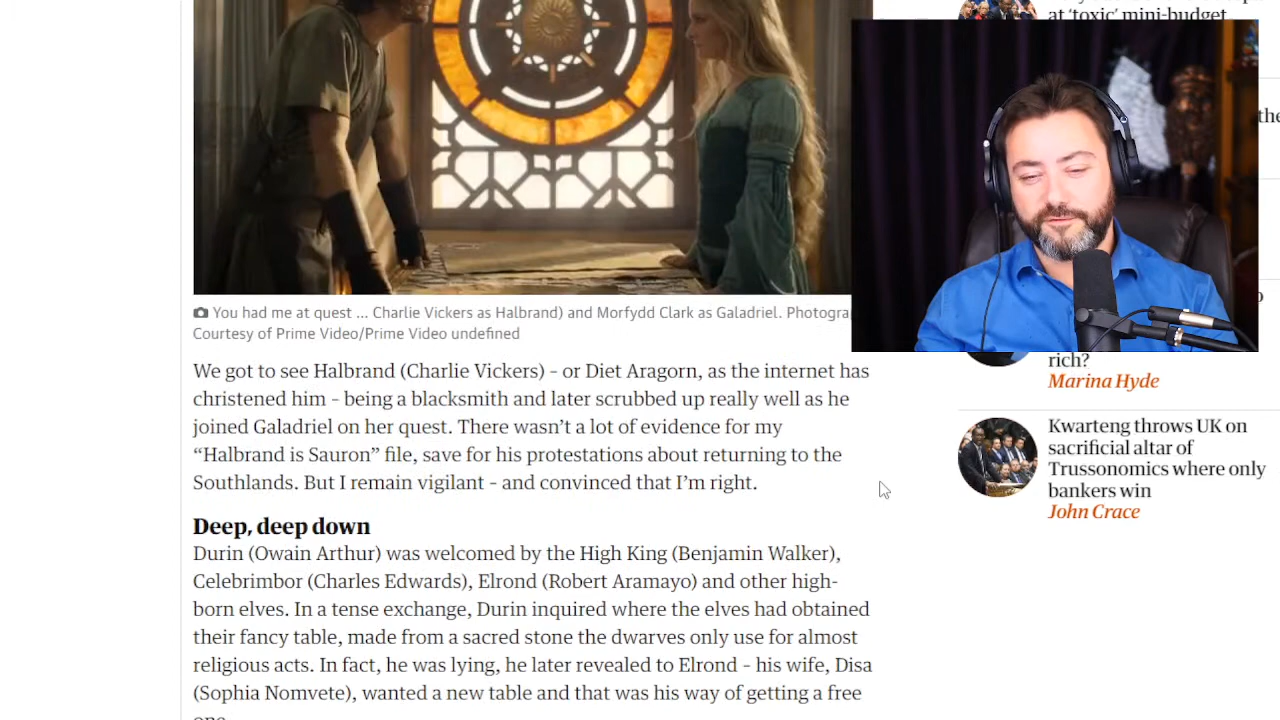 at ‘toxic’ mini-budget
the
You had me at quest ... Charlie Vickers as Halbrand) and Morfydd Clark as Galadriel.
Courtesy of Prime Video/Prime Video undefined
We got to see Halbrand (Charlie Vickers) – or Diet Aragorn, as the internet has
christened him – being a blacksmith and later scrubbed up really well as he
joined Galadriel on her quest. There wasn’t a lot of evidence for my
“Halbrand is Sauron” file, save for his protestations about returning to the
Southlands. But I remain vigilant – and convinced that I’m right.
Deep, deep down
Durin (Owain Arthur) was welcomed by the High King (Benjamin Walker),
Celebrimbor (Charles Edwards), Elrond (Robert Aramayo) and other high-
born elves. In a tense exchange, Durin inquired where the elves had obtained
their fancy table, made from a sacred stone the dwarves only use for almost
religious acts. In fact, he was lying, he later revealed to Elrond – his wife, Disa
(Sophia Nomvete), wanted a new table and that was his way of getting a free
rich?
Marina Hyde
Kwarteng throws UK on
sacrificial altar of
Trussonomics where only
bankers win
John Crace